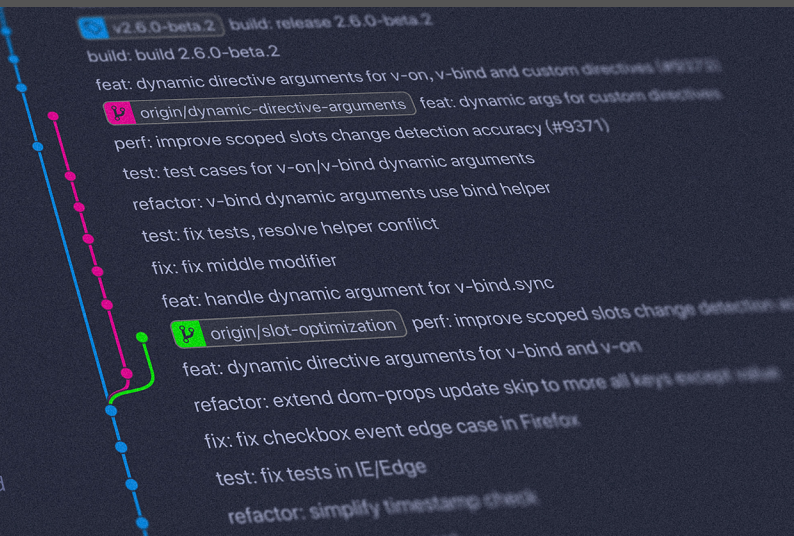 v2.6.0-beta.2 build: release 2.6.0-beta.2
build: build 2.6.0-beta.2
feat: dynamic directive arguments for v-on, v-bind and custom directives (#9373)
origin/dynamic-directive-arguments feat: dynamic args for custom directives
perf: improve scoped slots change detection accuracy (#9371)
test: test cases for v-on/v-bind dynamic arguments
refactor: v-bind dynamic arguments use bind helper
test: fix tests, resolve helper conflict
fix: fix middle modifier
feat: handle dynamic argument for v-bind.sync
origin/slot-optimization perf: improve scoped slots change detection
feat: dynamic directive arguments for v-bind and v-on
refactor: extend dom-props update skip to more all keys except value
fix: fix checkbox event edge case in Firefox
test: fix tests in IE/Edge
refactor: simplify timestamp check